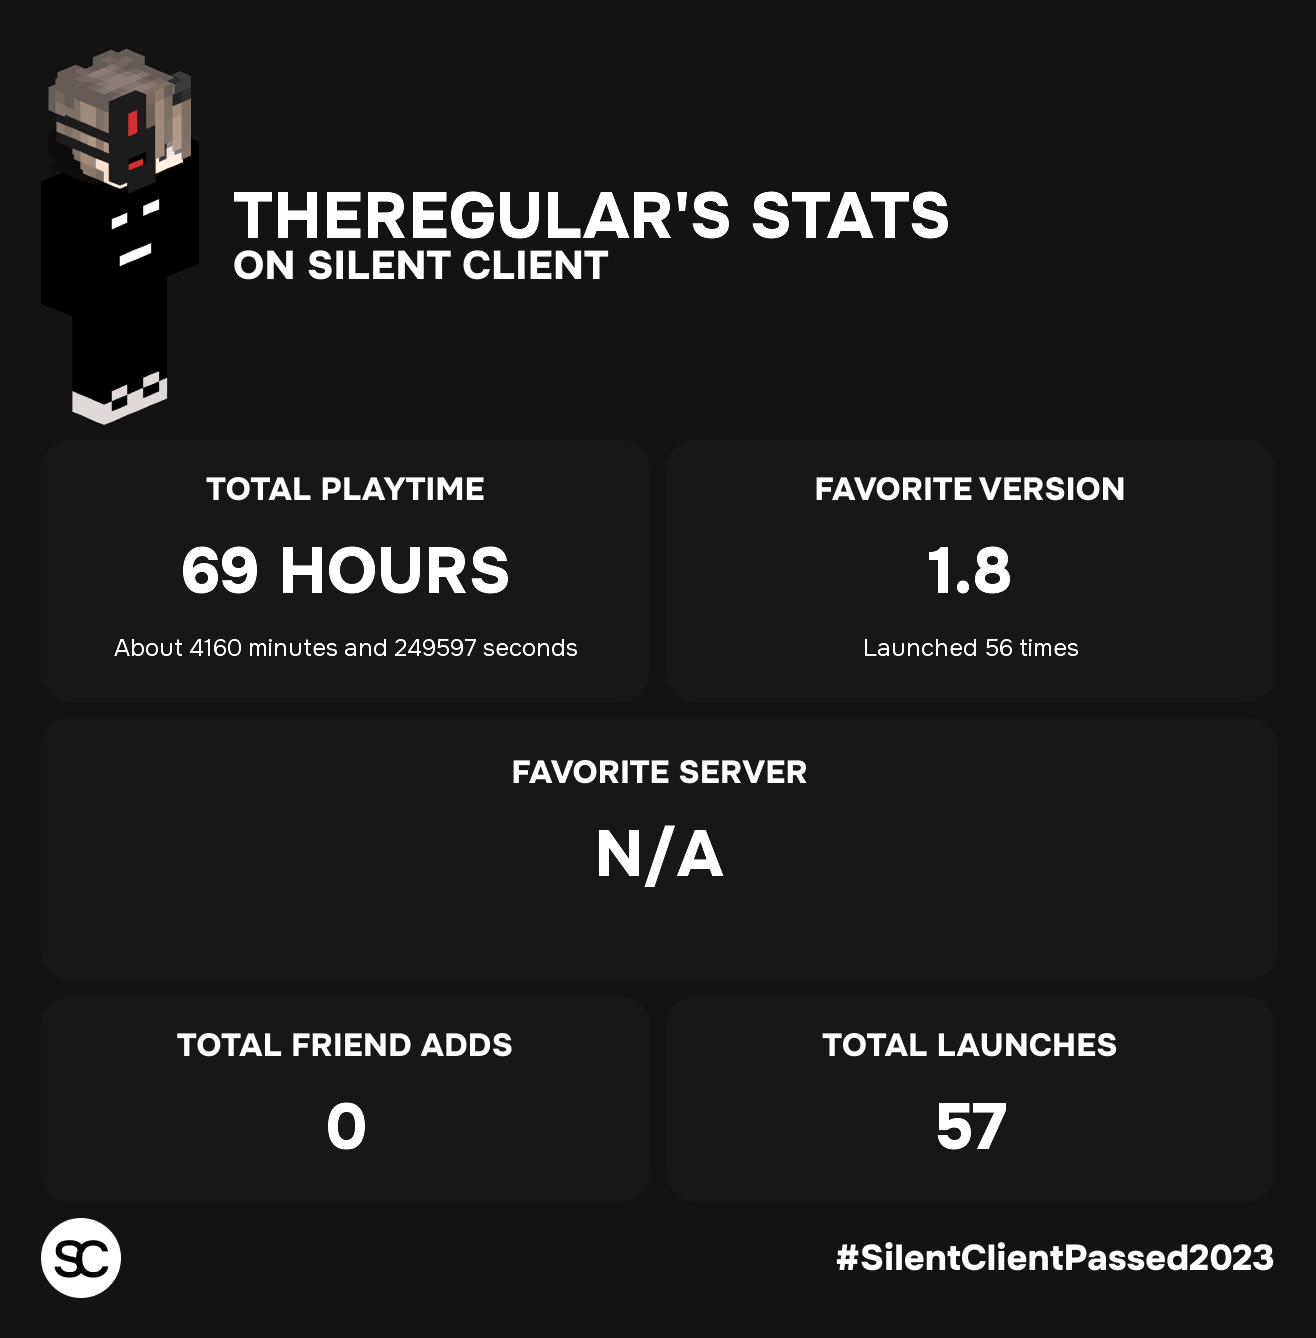 THEREGULAR'S STATS
ON SILENT CLIENT
TOTAL PLAYTIME
69 HOURS
About 4160 minutes and 249597 seconds
FAVORITE VERSION
1.8
Launched 56 times
FAVORITE SERVER
N/A
TOTAL FRIEND ADDS
0
TOTAL LAUNCHES
57
SC
#SilentClientPassed2023